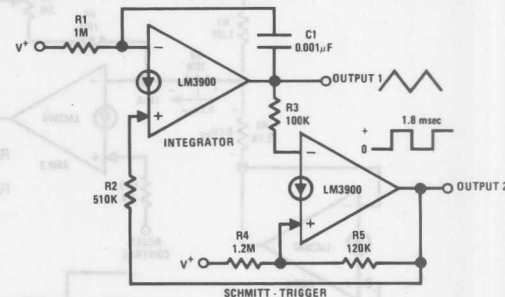 R1
1M
V+
C1
0.001μF
LM3900
OUTPUT 1
INTEGRATOR
R3
100K
1.8 msec
+
0
R2
510K
LM3900
OUTPUT 2
R4
1.2M
R5
120K
V+
SCHMITT - TRIGGER